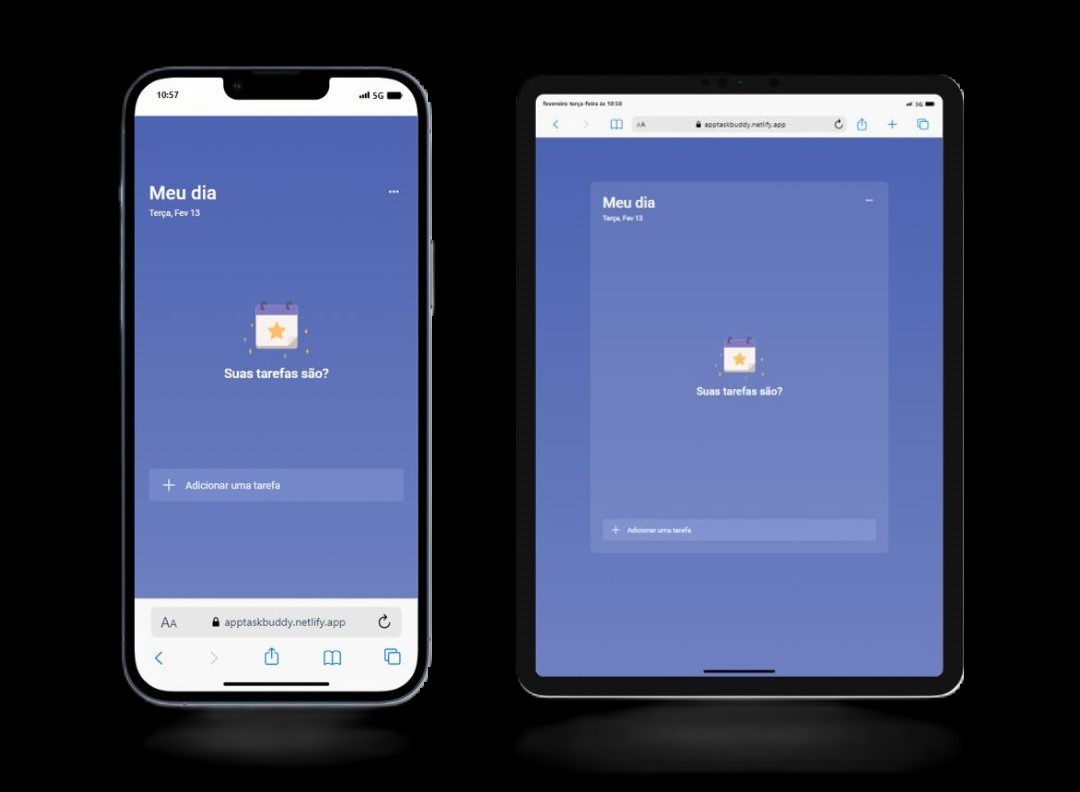 10:57
5G
Meu dia
Terça, Fev 13
Suas tarefas são?
Adicionar uma tarefa
AA
apptaskbuddy.netlify.app
fevereiro terça-feira às 10:58
5G
AA
apptaskbuddy.netlify.app
Meu dia
Terça, Fev 13
Suas tarefas são?
Adicionar uma tarefa